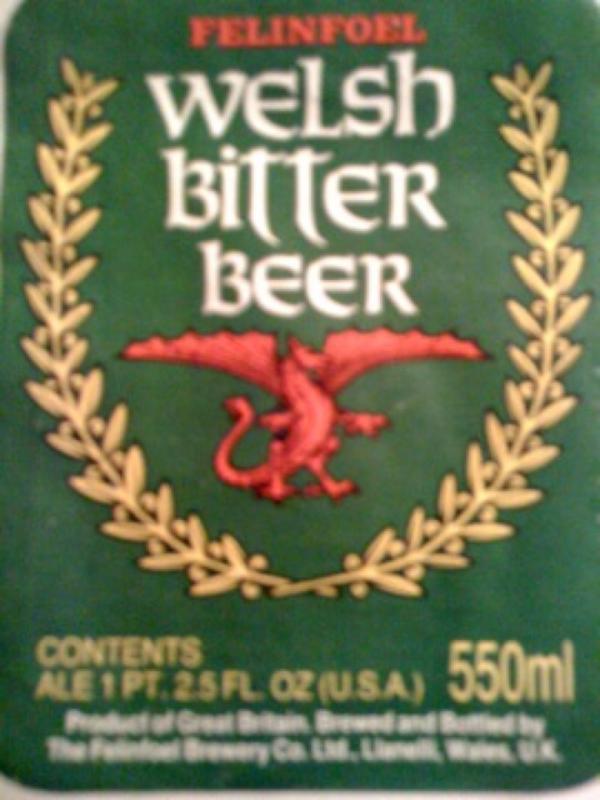 FELINFOEL
WELSH
BITTER
BEER
CONTENTS
ALE 1 PT. 2.5 FL. OZ (U.S.A.) 550ml
Product of Great Britain. Brewed and Bottled by
The Felinfoel Brewery Co. Ltd., Llanelli, Wales, U.K.